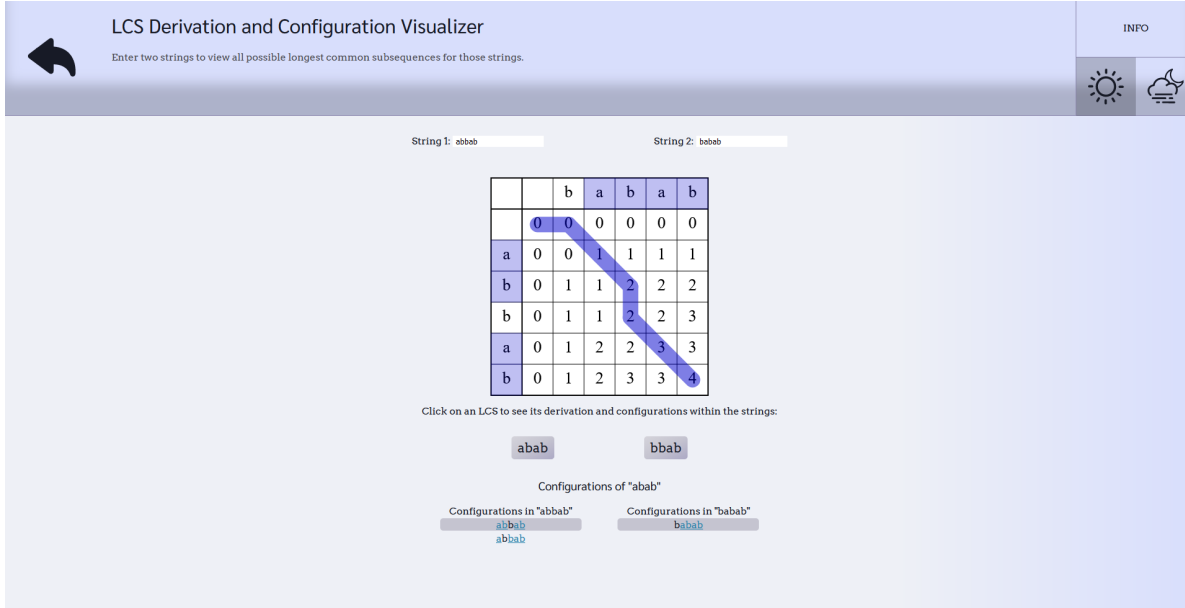 LCS Derivation and Configuration Visualizer
INFO
Enter two strings to view all possible longest common subsequences for those strings.
String 1: abbab
String 2: babab
b a b a b
0 0 0 0 0 0
a 0 0 1 1 1 1
b 0 1 1 2 2 2
b 0 1 1 2 2 3
a 0 1 2 2 3 3
b 0 1 2 3 3 4
Click on an LCS to see its derivation and configurations within the strings:
abab
bbab
Configurations of "abab"
Configurations in "abbab"
abbab
abbab
Configurations in "babab"
babab